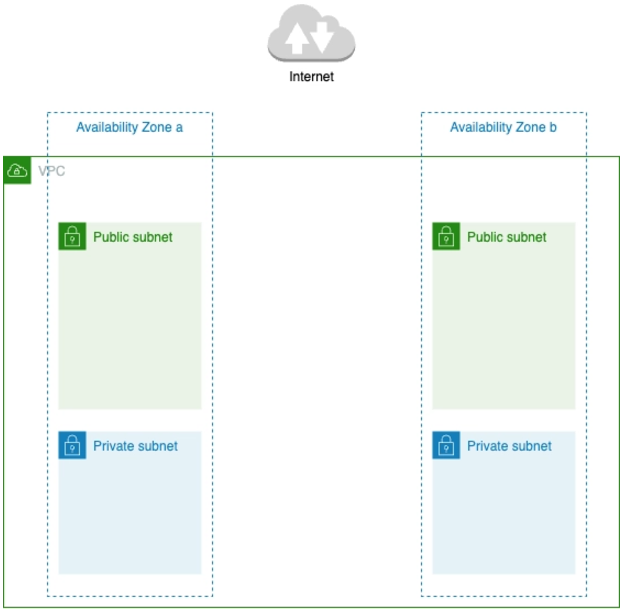 Internet
Availability Zone a
Availability Zone b
VPC
Public subnet
Public subnet
Private subnet
Private subnet